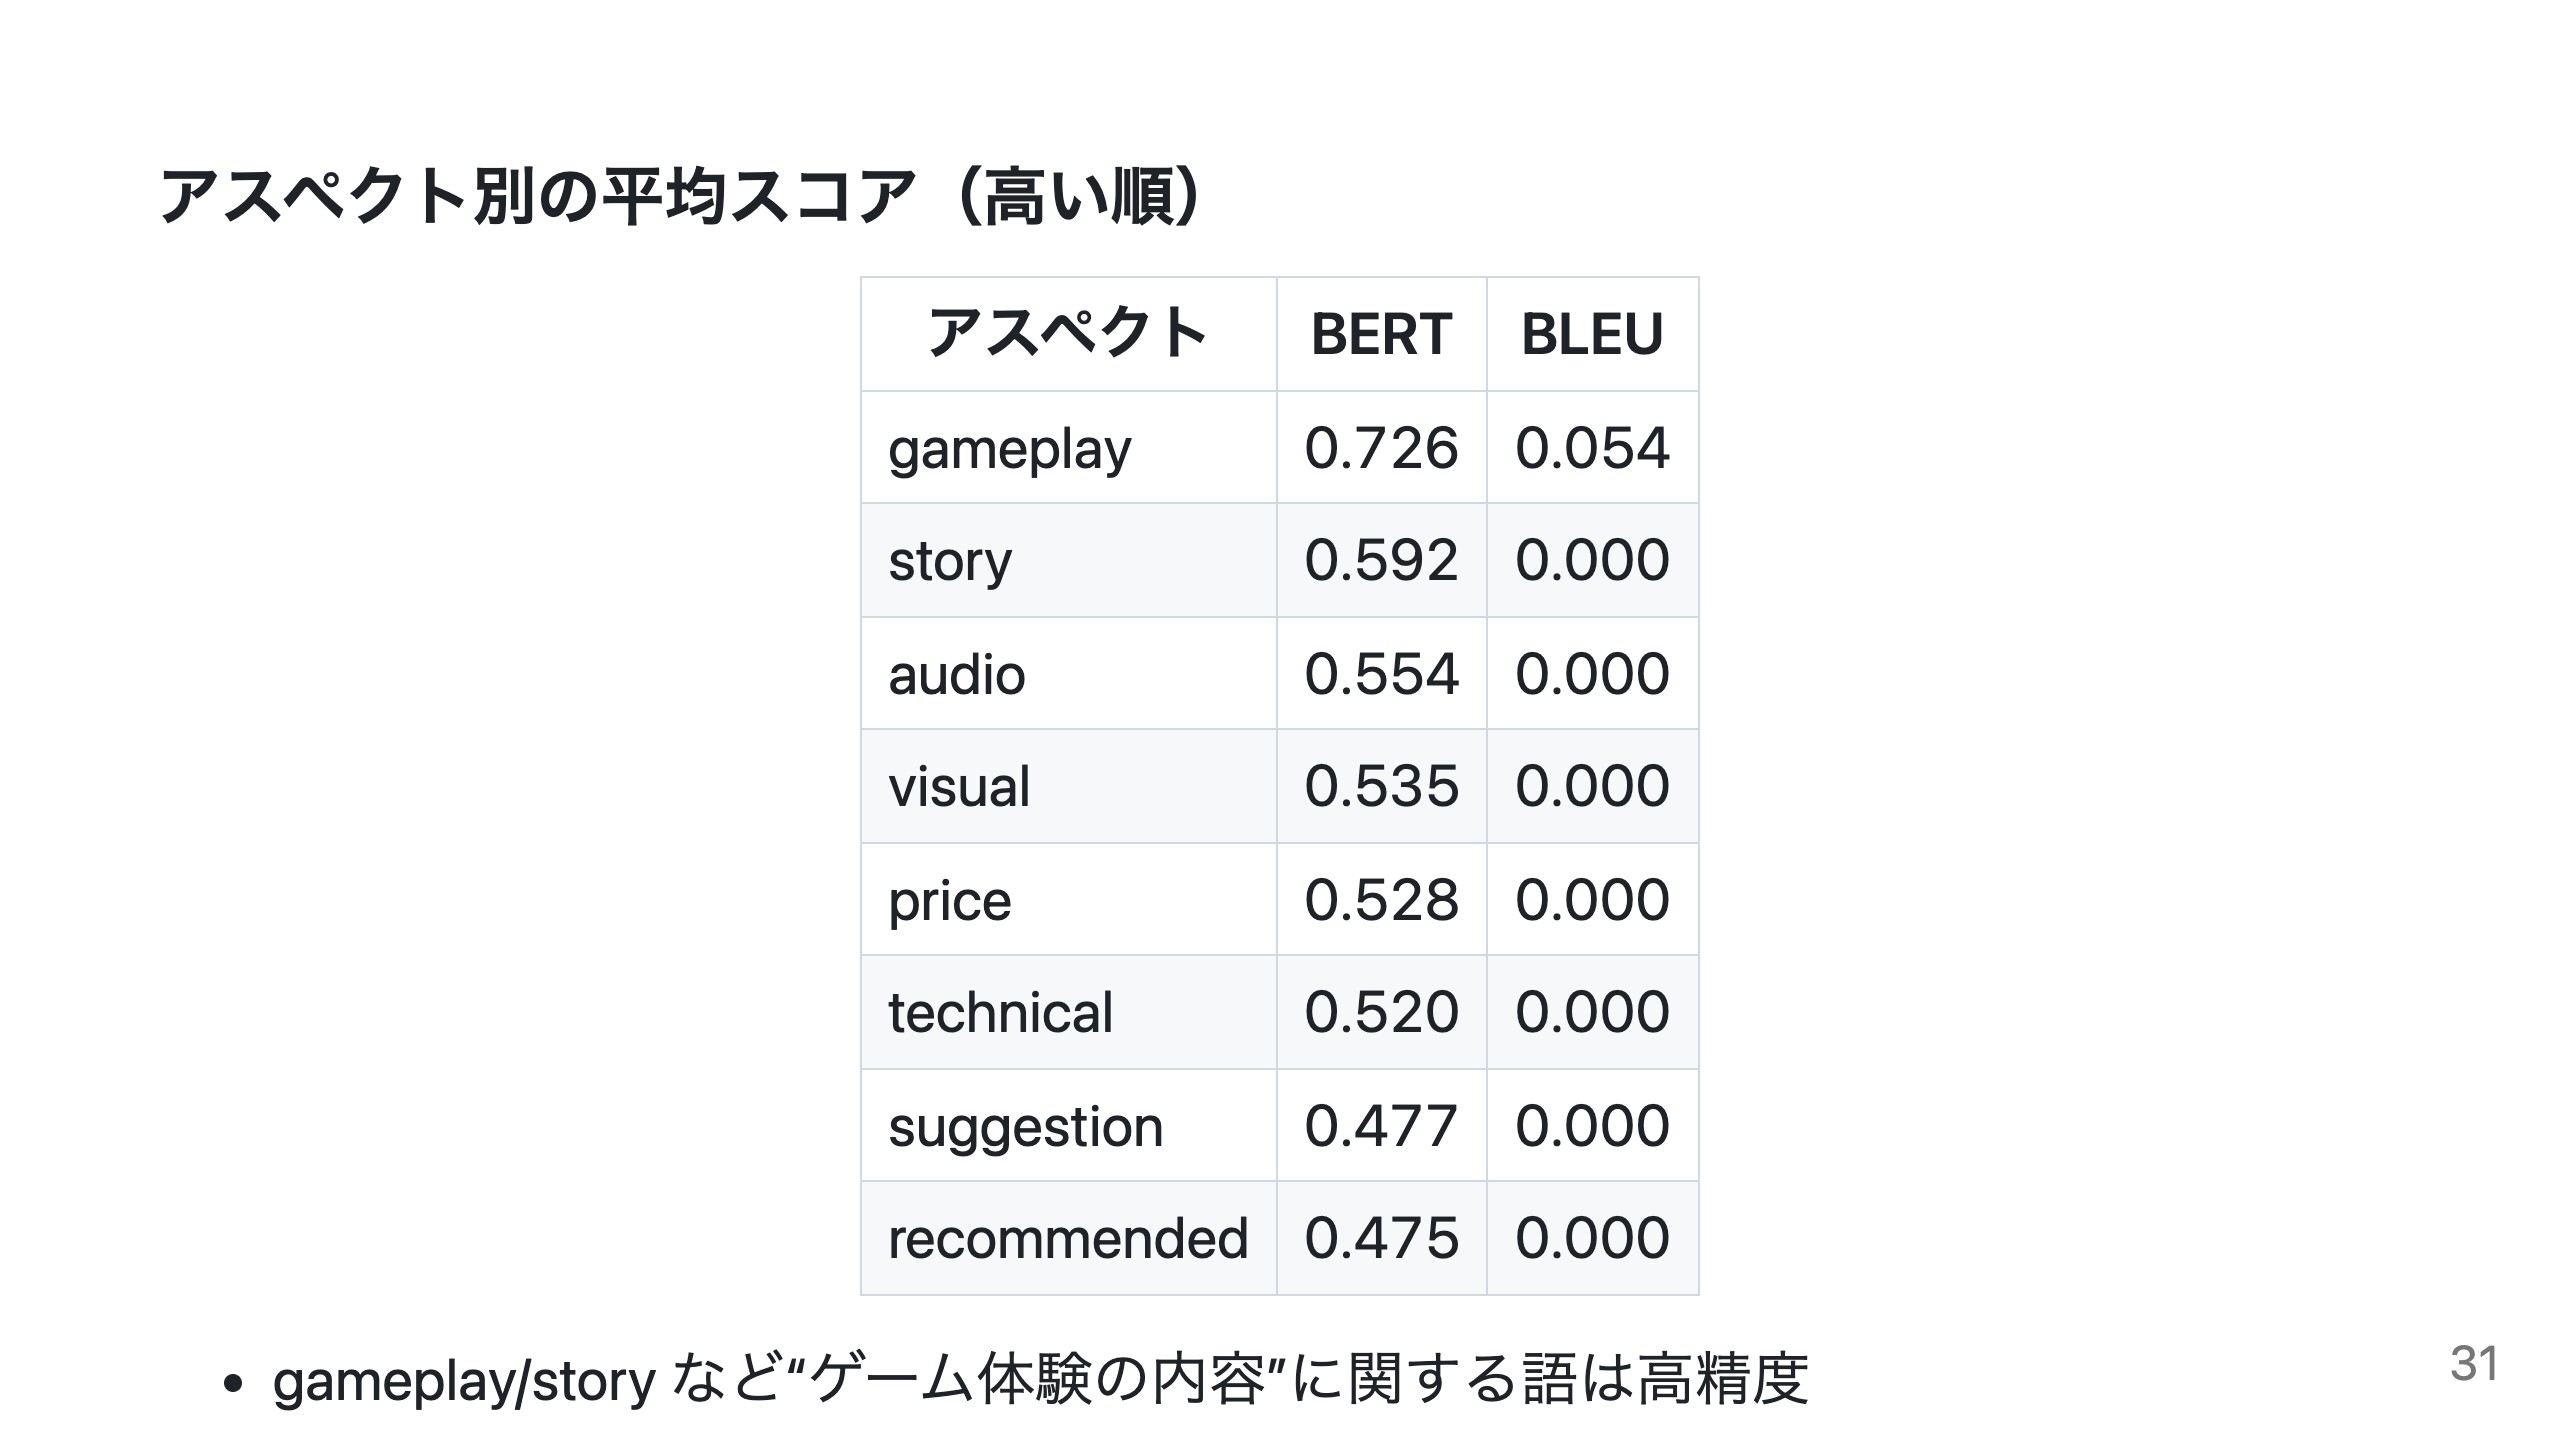 アスペクト別の平均スコア（高い順）
アスペクト BERT BLEU
gameplay 0.726 0.054
story 0.592 0.000
audio 0.554 0.000
visual 0.535 0.000
price 0.528 0.000
technical 0.520 0.000
suggestion 0.477 0.000
recommended 0.475 0.000
• gameplay/story など“ゲーム体験の内容”に関する語は高精度
31